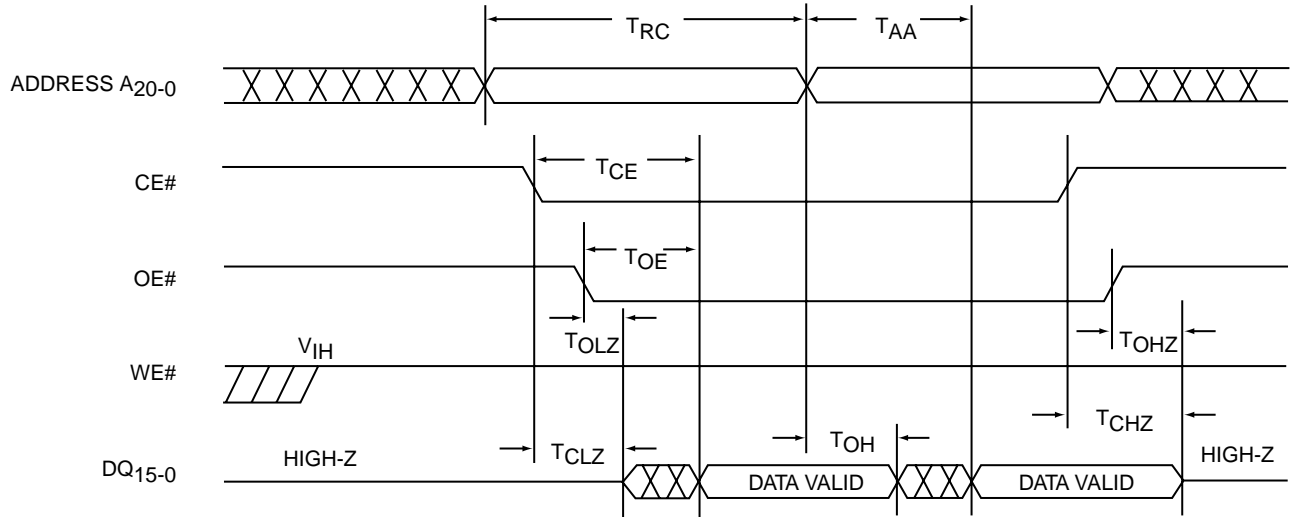 TRC
TAA
ADDRESS A20-0
TCE
CE#
TOE
OE#
TOLZ
TOHZ
VIH
WE#
TCHZ
TCLZ
TOH
HIGH-Z
HIGH-Z
DQ15-0
DATA VALID
DATA VALID